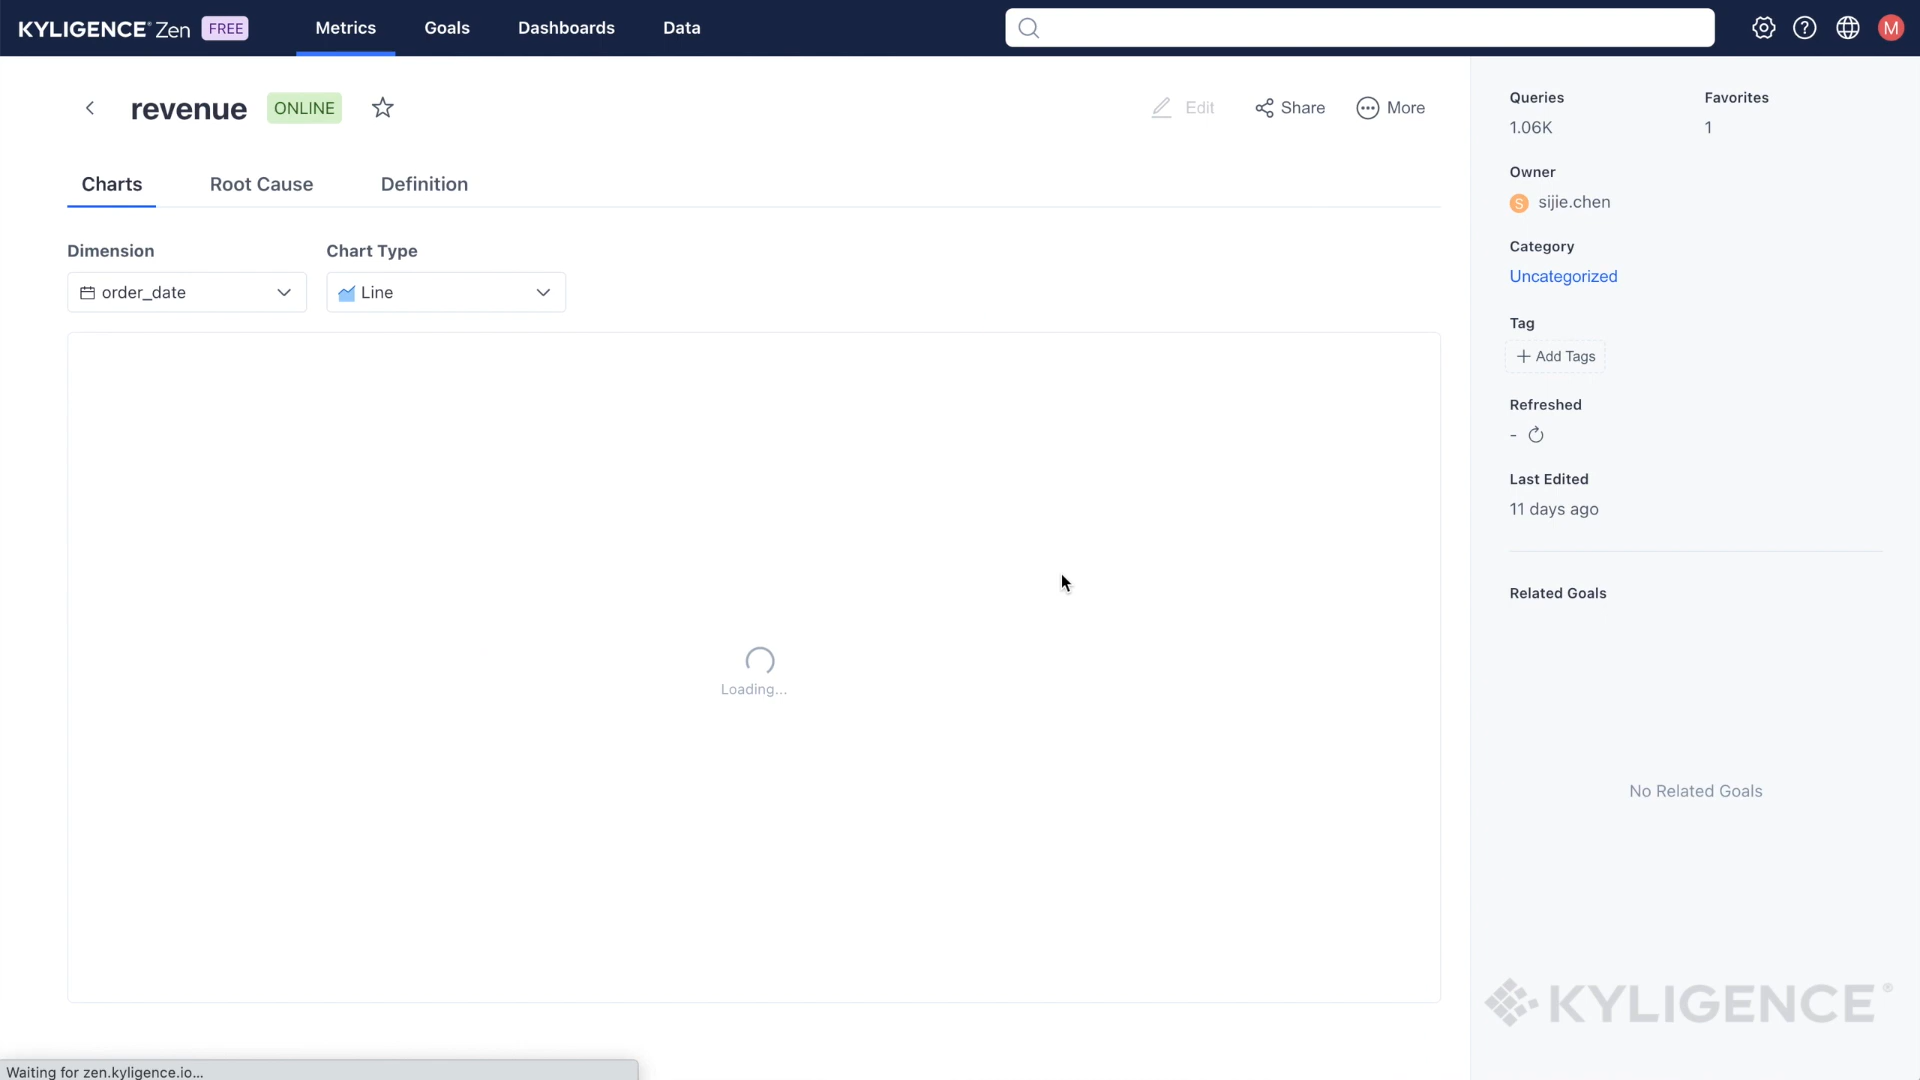 KYLIGENCE® Zen FREE Metrics Goals Dashboards Data M
revenue ONLINE Edit Share More
Charts Root Cause Definition
Dimension Chart Type
order_date Line
Loading...
Queries Favorites
1.06K 1
Owner
S sijie.chen
Category
Uncategorized
Tag
+ Add Tags
Refreshed
-
Last Edited
11 days ago
Related Goals
No Related Goals
KYLIGENCE®
Waiting for zen.kyligence.io...